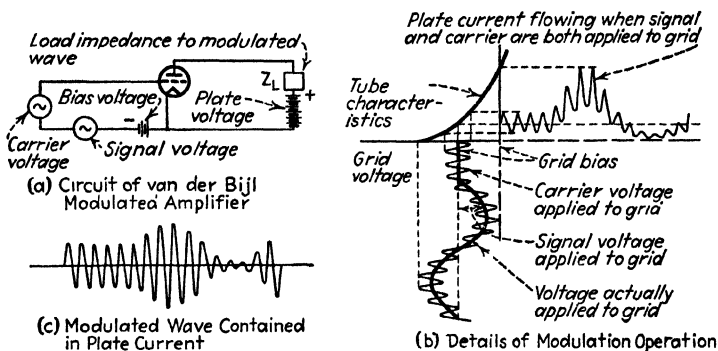 Load impedance to modulated
wave
Z_L
+
Bias voltage
Plate
voltage
-
Carrier
voltage
Signal voltage
(a) Circuit of van der Bijl
Modulated Amplifier
(c) Modulated Wave Contained
in Plate Current
Plate current flowing when signal
and carrier are both applied to grid
Tube
character-
istics
Grid
voltage
Grid bias
Carrier voltage
applied to grid
Signal voltage
applied to grid
Voltage actually
applied to grid
(b) Details of Modulation Operation